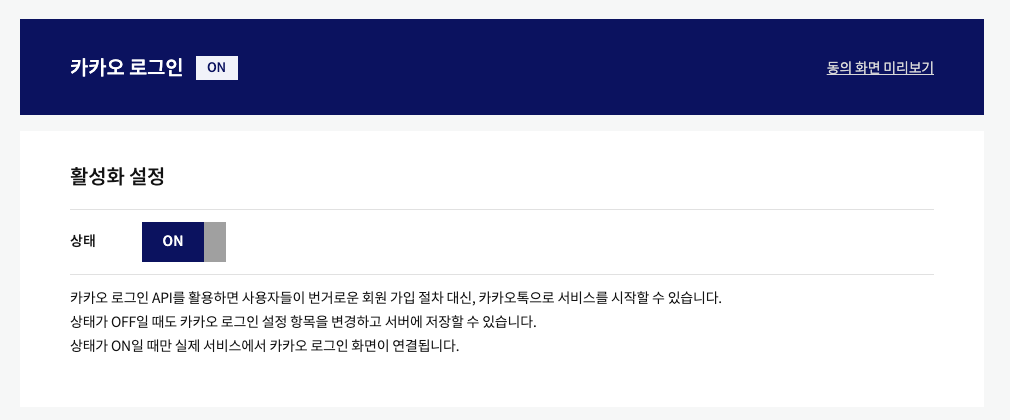 카카오 로그인 ON 동의 화면 미리보기
활성화 설정
상태 ON
카카오 로그인 API를 활용하면 사용자들이 번거로운 회원 가입 절차 대신, 카카오톡으로 서비스를 시작할 수 있습니다.
상태가 OFF일 때도 카카오 로그인 설정 항목을 변경하고 서버에 저장할 수 있습니다.
상태가 ON일 때만 실제 서비스에서 카카오 로그인 화면이 연결됩니다.